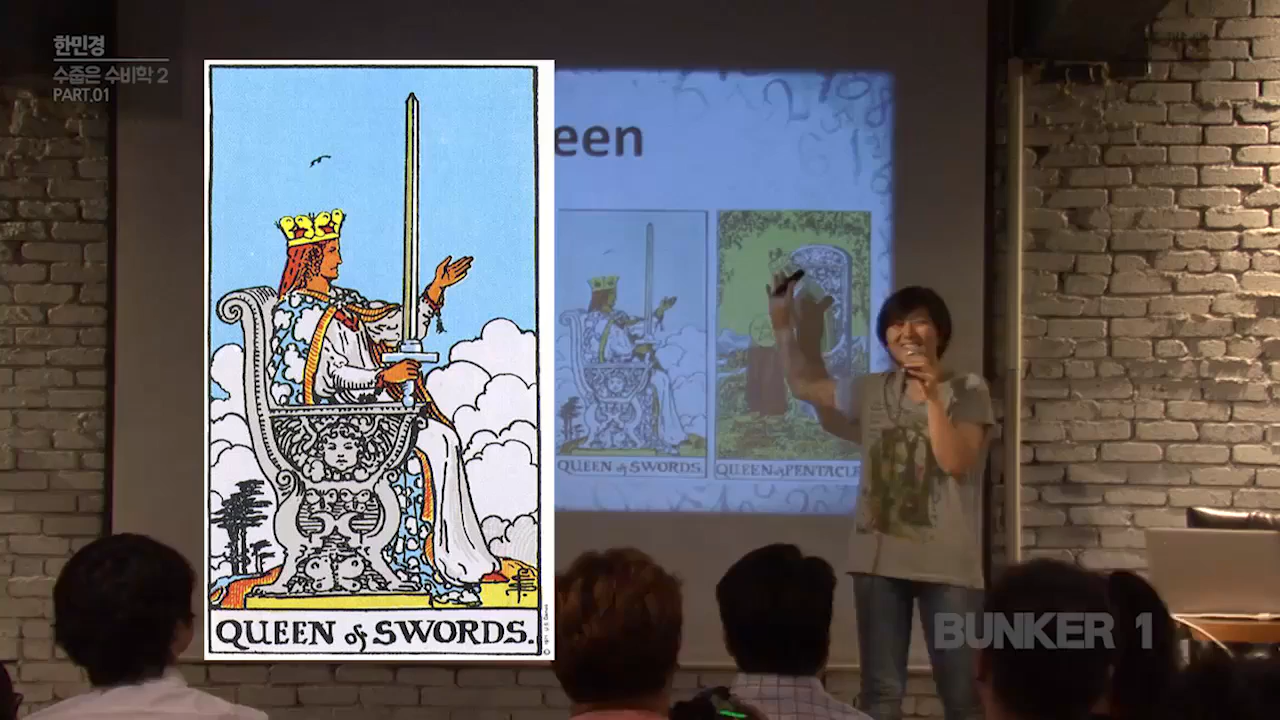 한민경
수줍은 수비학 2
PART.01
een
QUEEN of SWORDS.
QUEEN of PENTACLE
QUEEN of SWORDS.
BUNKER 1